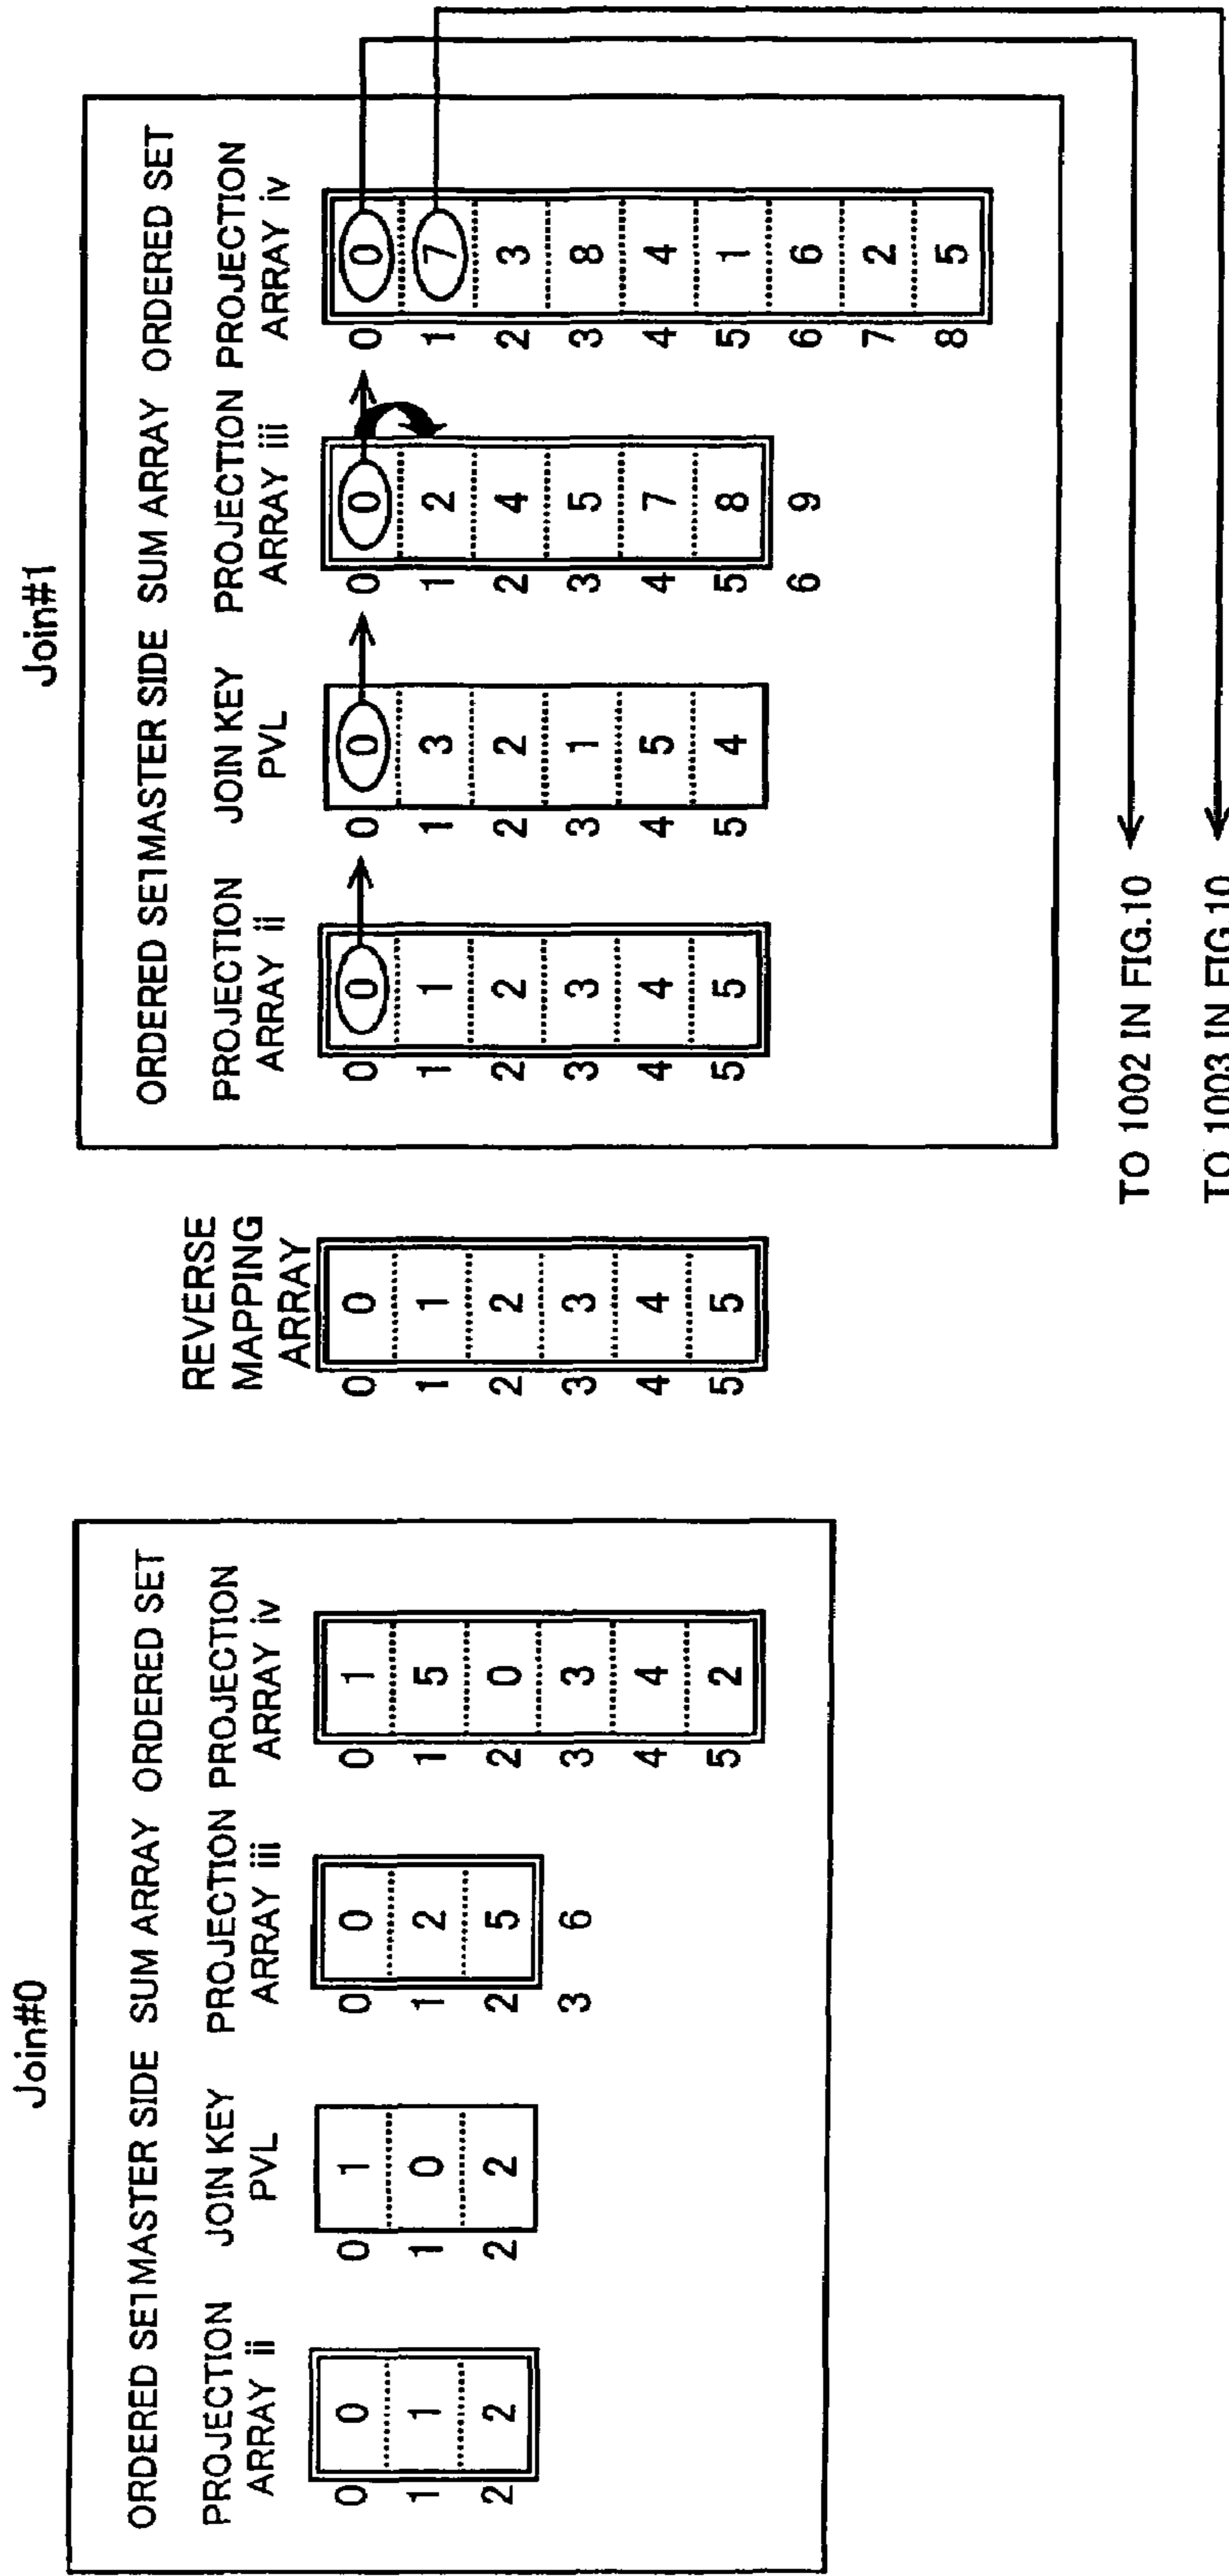 Join#0
ORDERED SET MASTER SIDE SUM ARRAY ORDERED SET
PROJECTION JOIN KEY PROJECTION PROJECTION
ARRAY ii PVL ARRAY iii ARRAY iv
0 0 0 1 0 0 0 1
1 1 1 0 1 2 1 5
2 2 2 2 2 5 2 0
3 6 3 3
4 4
5 2
REVERSE
MAPPING
ARRAY
0 0
1 1
2 2
3 3
4 4
5 5
Join#1
ORDERED SET MASTER SIDE SUM ARRAY ORDERED SET
PROJECTION JOIN KEY PROJECTION PROJECTION
ARRAY ii PVL ARRAY iii ARRAY iv
0 0 0 0 0 0 0 0
1 1 1 3 1 2 1 7
2 2 2 2 2 4 2 3
3 3 3 1 3 5 3 8
4 4 4 5 4 7 4 4
5 5 5 4 5 8 5 1
6 9 6 6
7 2
8 5
TO 1002 IN FIG.10
TO 1003 IN FIG.10